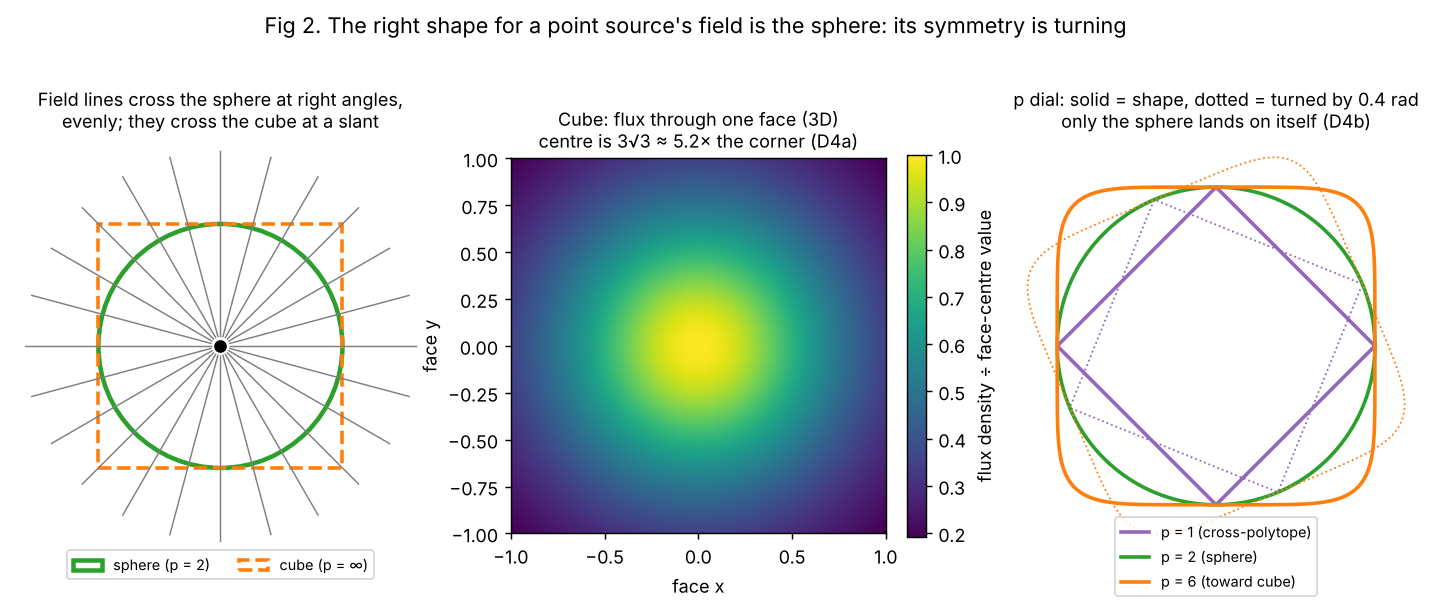 Fig 2. The right shape for a point source's field is the sphere: its symmetry is turning
Field lines cross the sphere at right angles,
evenly; they cross the cube at a slant
sphere (p = 2)
cube (p = ∞)
Cube: flux through one face (3D)
centre is 3√3 ≈ 5.2× the corner (D4a)
face y
1.00
0.75
0.50
0.25
0.00
−0.25
−0.50
−0.75
−1.00
−1.0
−0.5
0.0
0.5
1.0
face x
1.0
0.9
0.8
0.7
0.6
0.5
0.4
0.3
0.2
flux density ÷ face-centre value
p dial: solid = shape, dotted = turned by 0.4 rad
only the sphere lands on itself (D4b)
p = 1 (cross-polytope)
p = 2 (sphere)
p = 6 (toward cube)